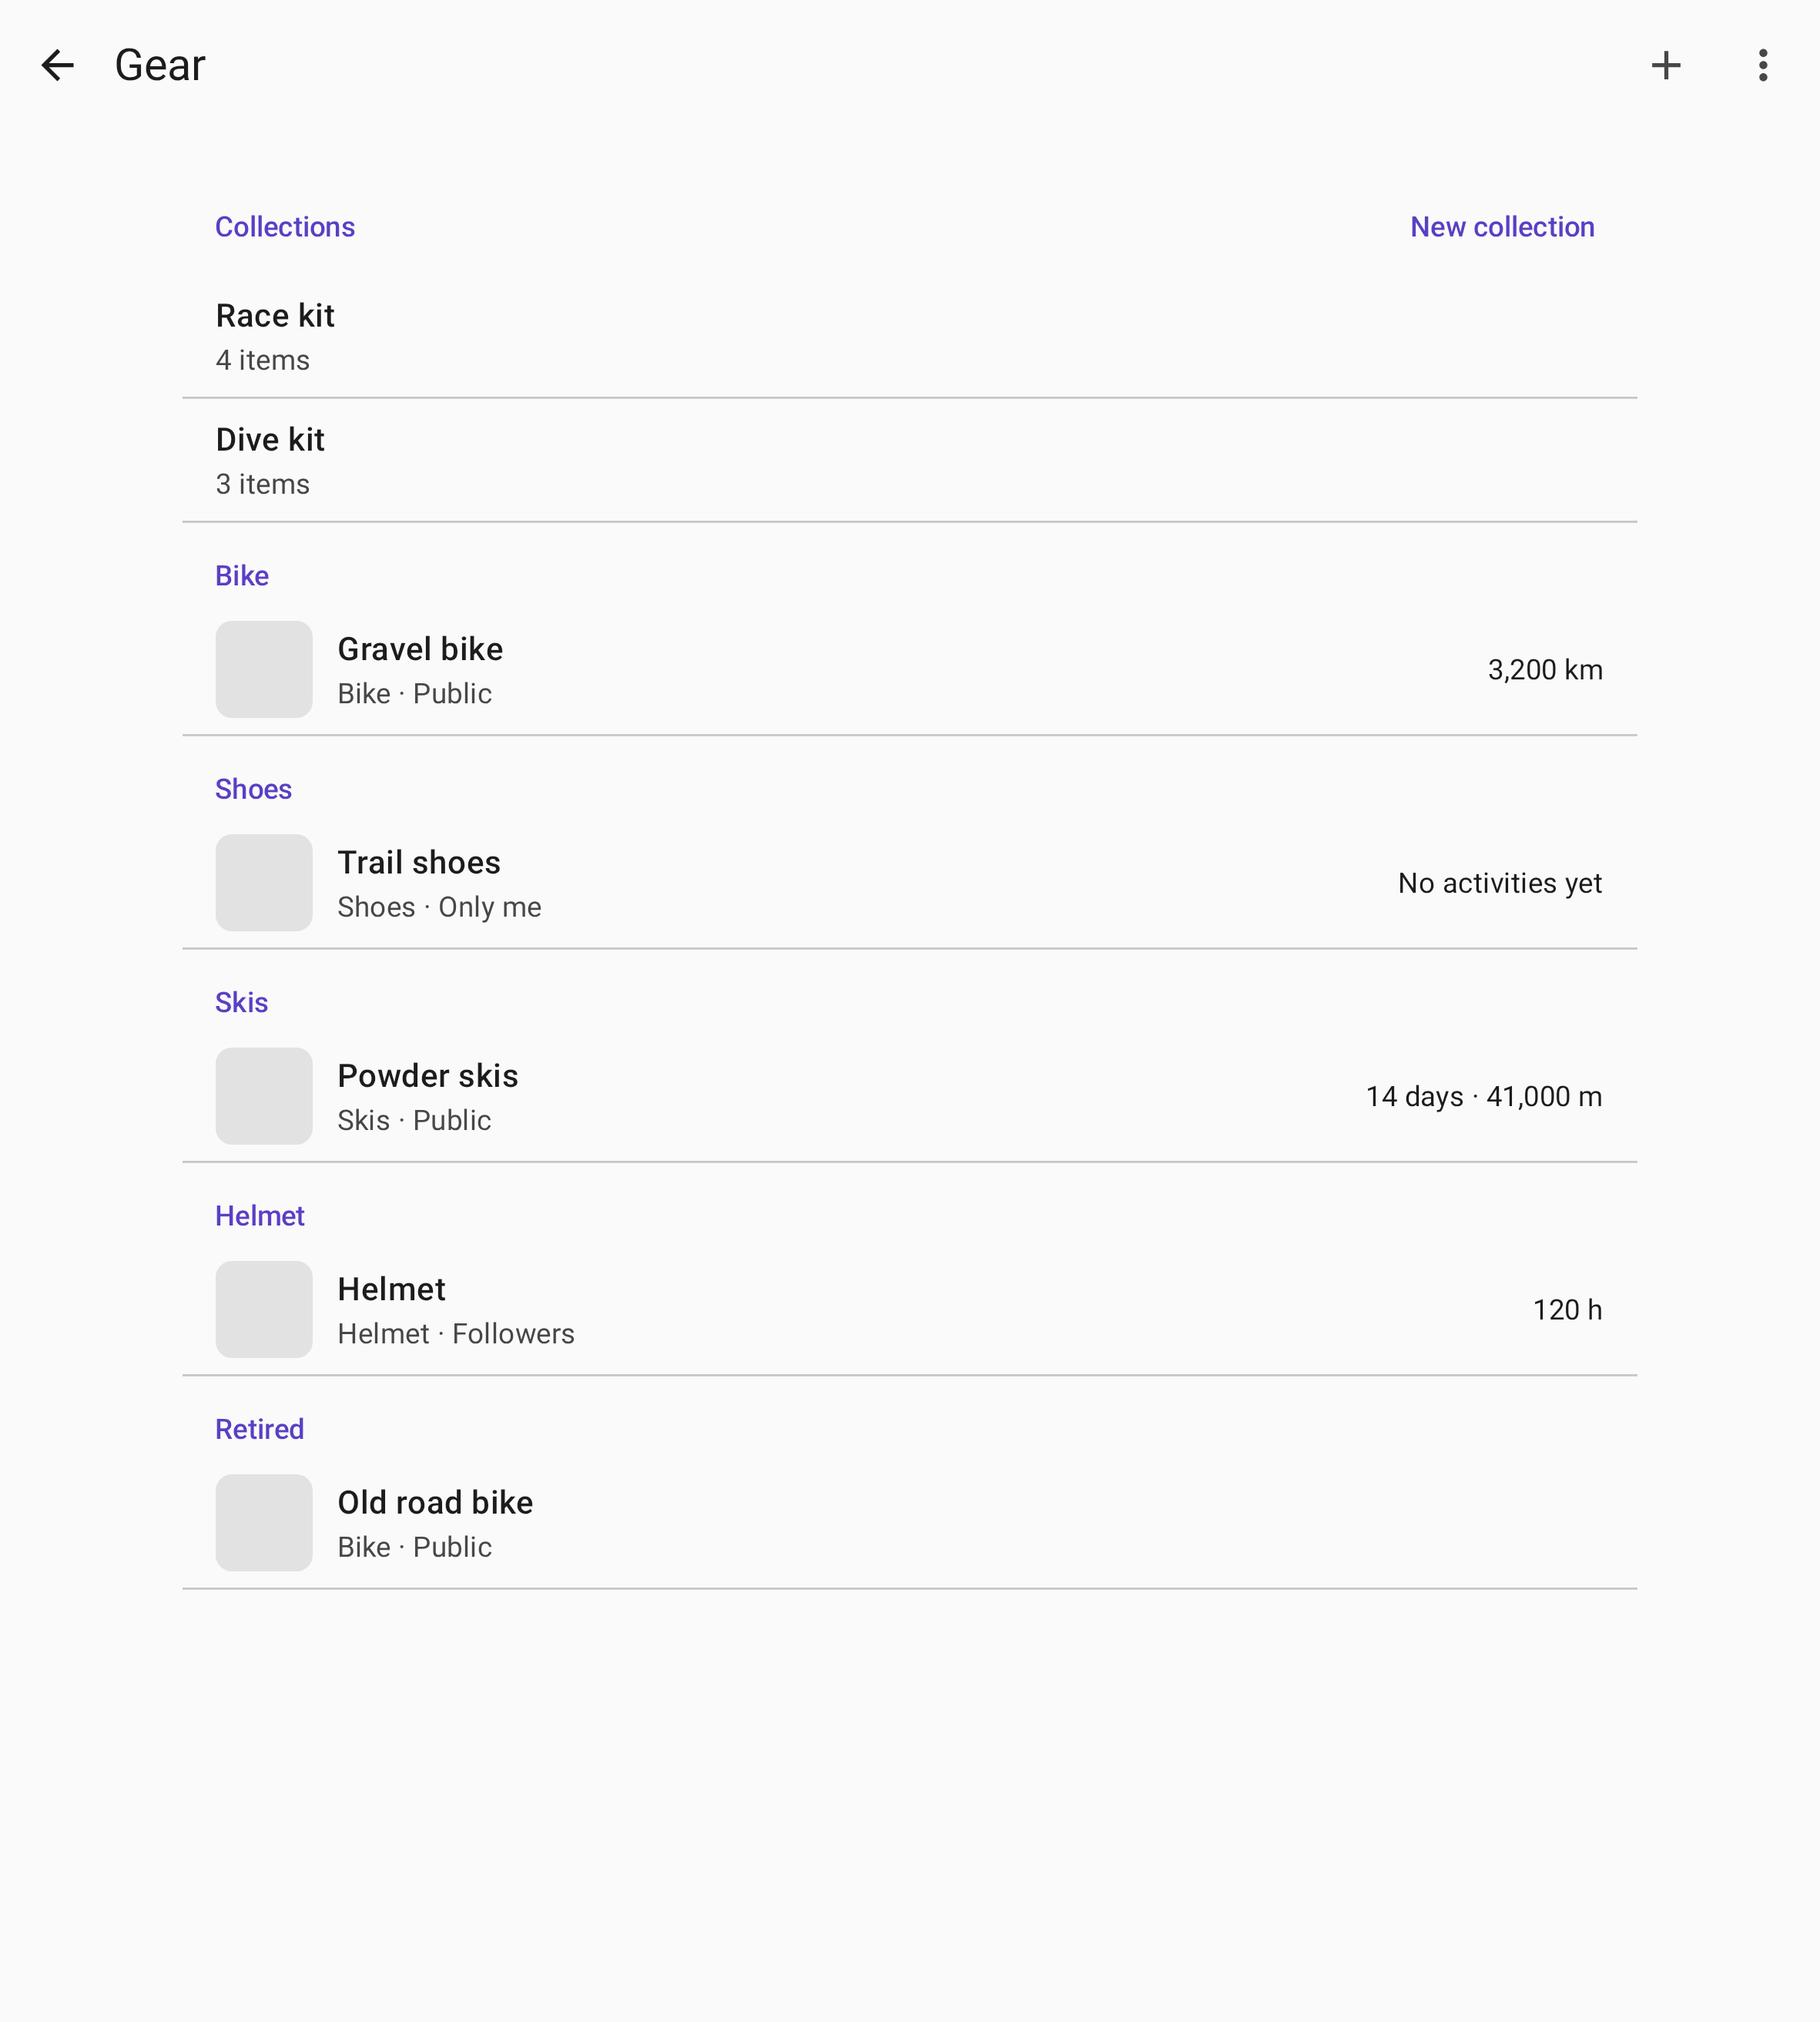 Gear
Collections
New collection
Race kit
4 items
Dive kit
3 items
Bike
Gravel bike
Bike · Public
3,200 km
Shoes
Trail shoes
Shoes · Only me
No activities yet
Skis
Powder skis
Skis · Public
14 days · 41,000 m
Helmet
Helmet
Helmet · Followers
120 h
Retired
Old road bike
Bike · Public